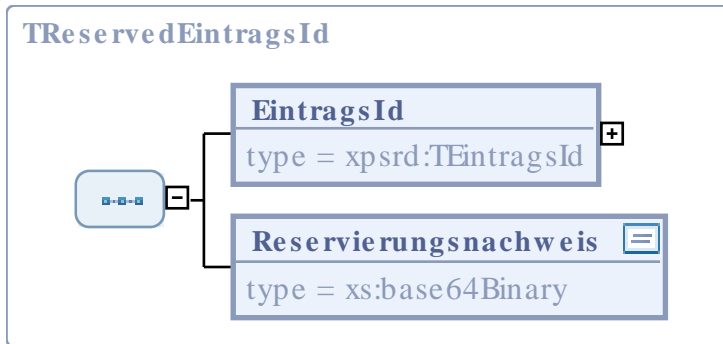 TReservedEintragsId
EintragsId
type = xpsrd:TEintragsId
Reservierungsnachweis
type = xs:base64Binary